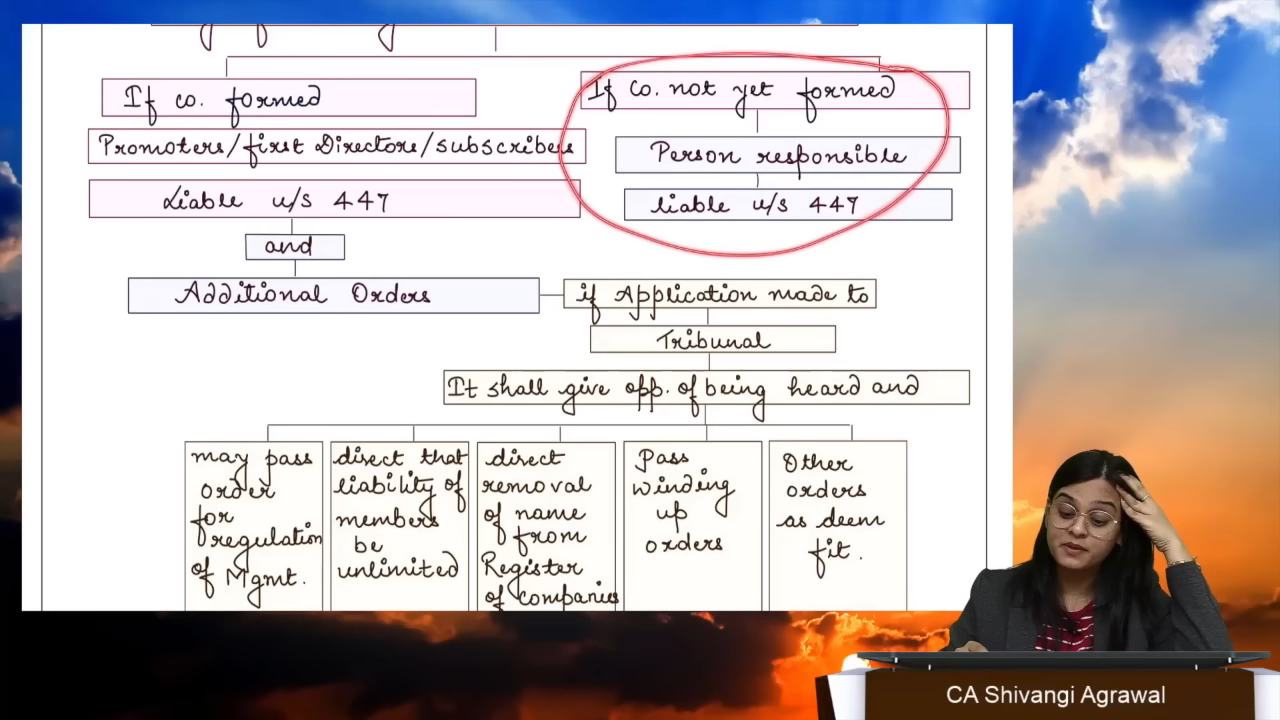 If co. formed
If Co. not yet formed
Promoters/first Directors/subscribers
Person responsible
Liable u/s 447
liable u/s 447
and
Additional Orders
if Application made to
Tribunal
It shall give opp. of being heard and
may pass
order
for
regulation
of Mgmt.
direct that
liability of
members
be
unlimited
direct
removal
of name
from
Register
of companies
Pass
winding
up
orders
Other
orders
as deem
fit.
CA Shivangi Agrawal